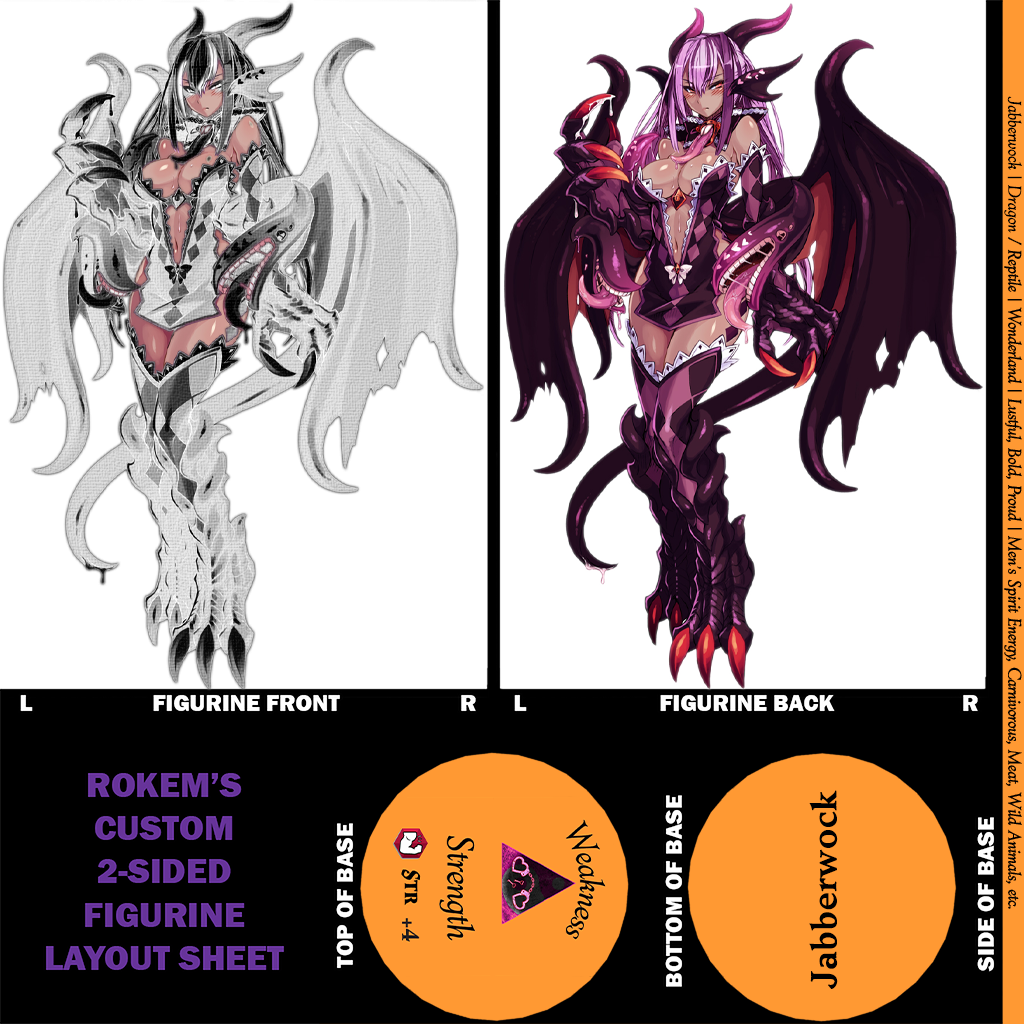 L FIGURINE FRONT R
L FIGURINE BACK R
Jabberwock | Dragon / Reptile | Wonderland | Lustful, Bold, Proud | Men's Spirit Energy, Carnivorous, Meat, Wild Animals, etc.
ROKEM'S
CUSTOM
2-SIDED
FIGURINE
LAYOUT SHEET
TOP OF BASE
Weakness
Strength
STR +4
BOTTOM OF BASE
Jabberwock
SIDE OF BASE